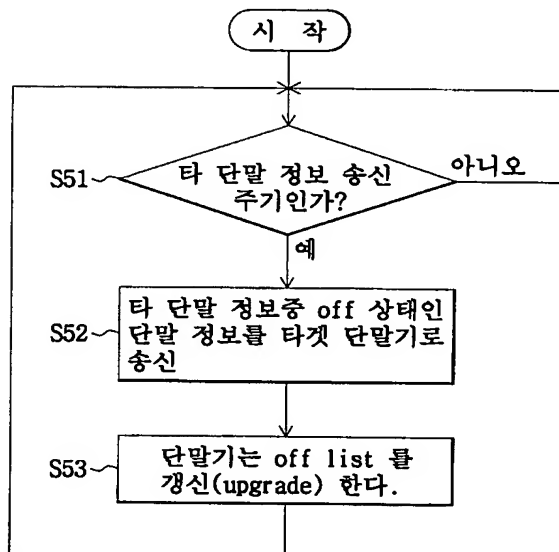 시 작
S51
타 단말 정보 송신
주기인가?
아니오
예
S52
타 단말 정보중 off 상태인
단말 정보를 타겟 단말기로
송신
S53
단말기는 off list 를
갱신(upgrade) 한다.